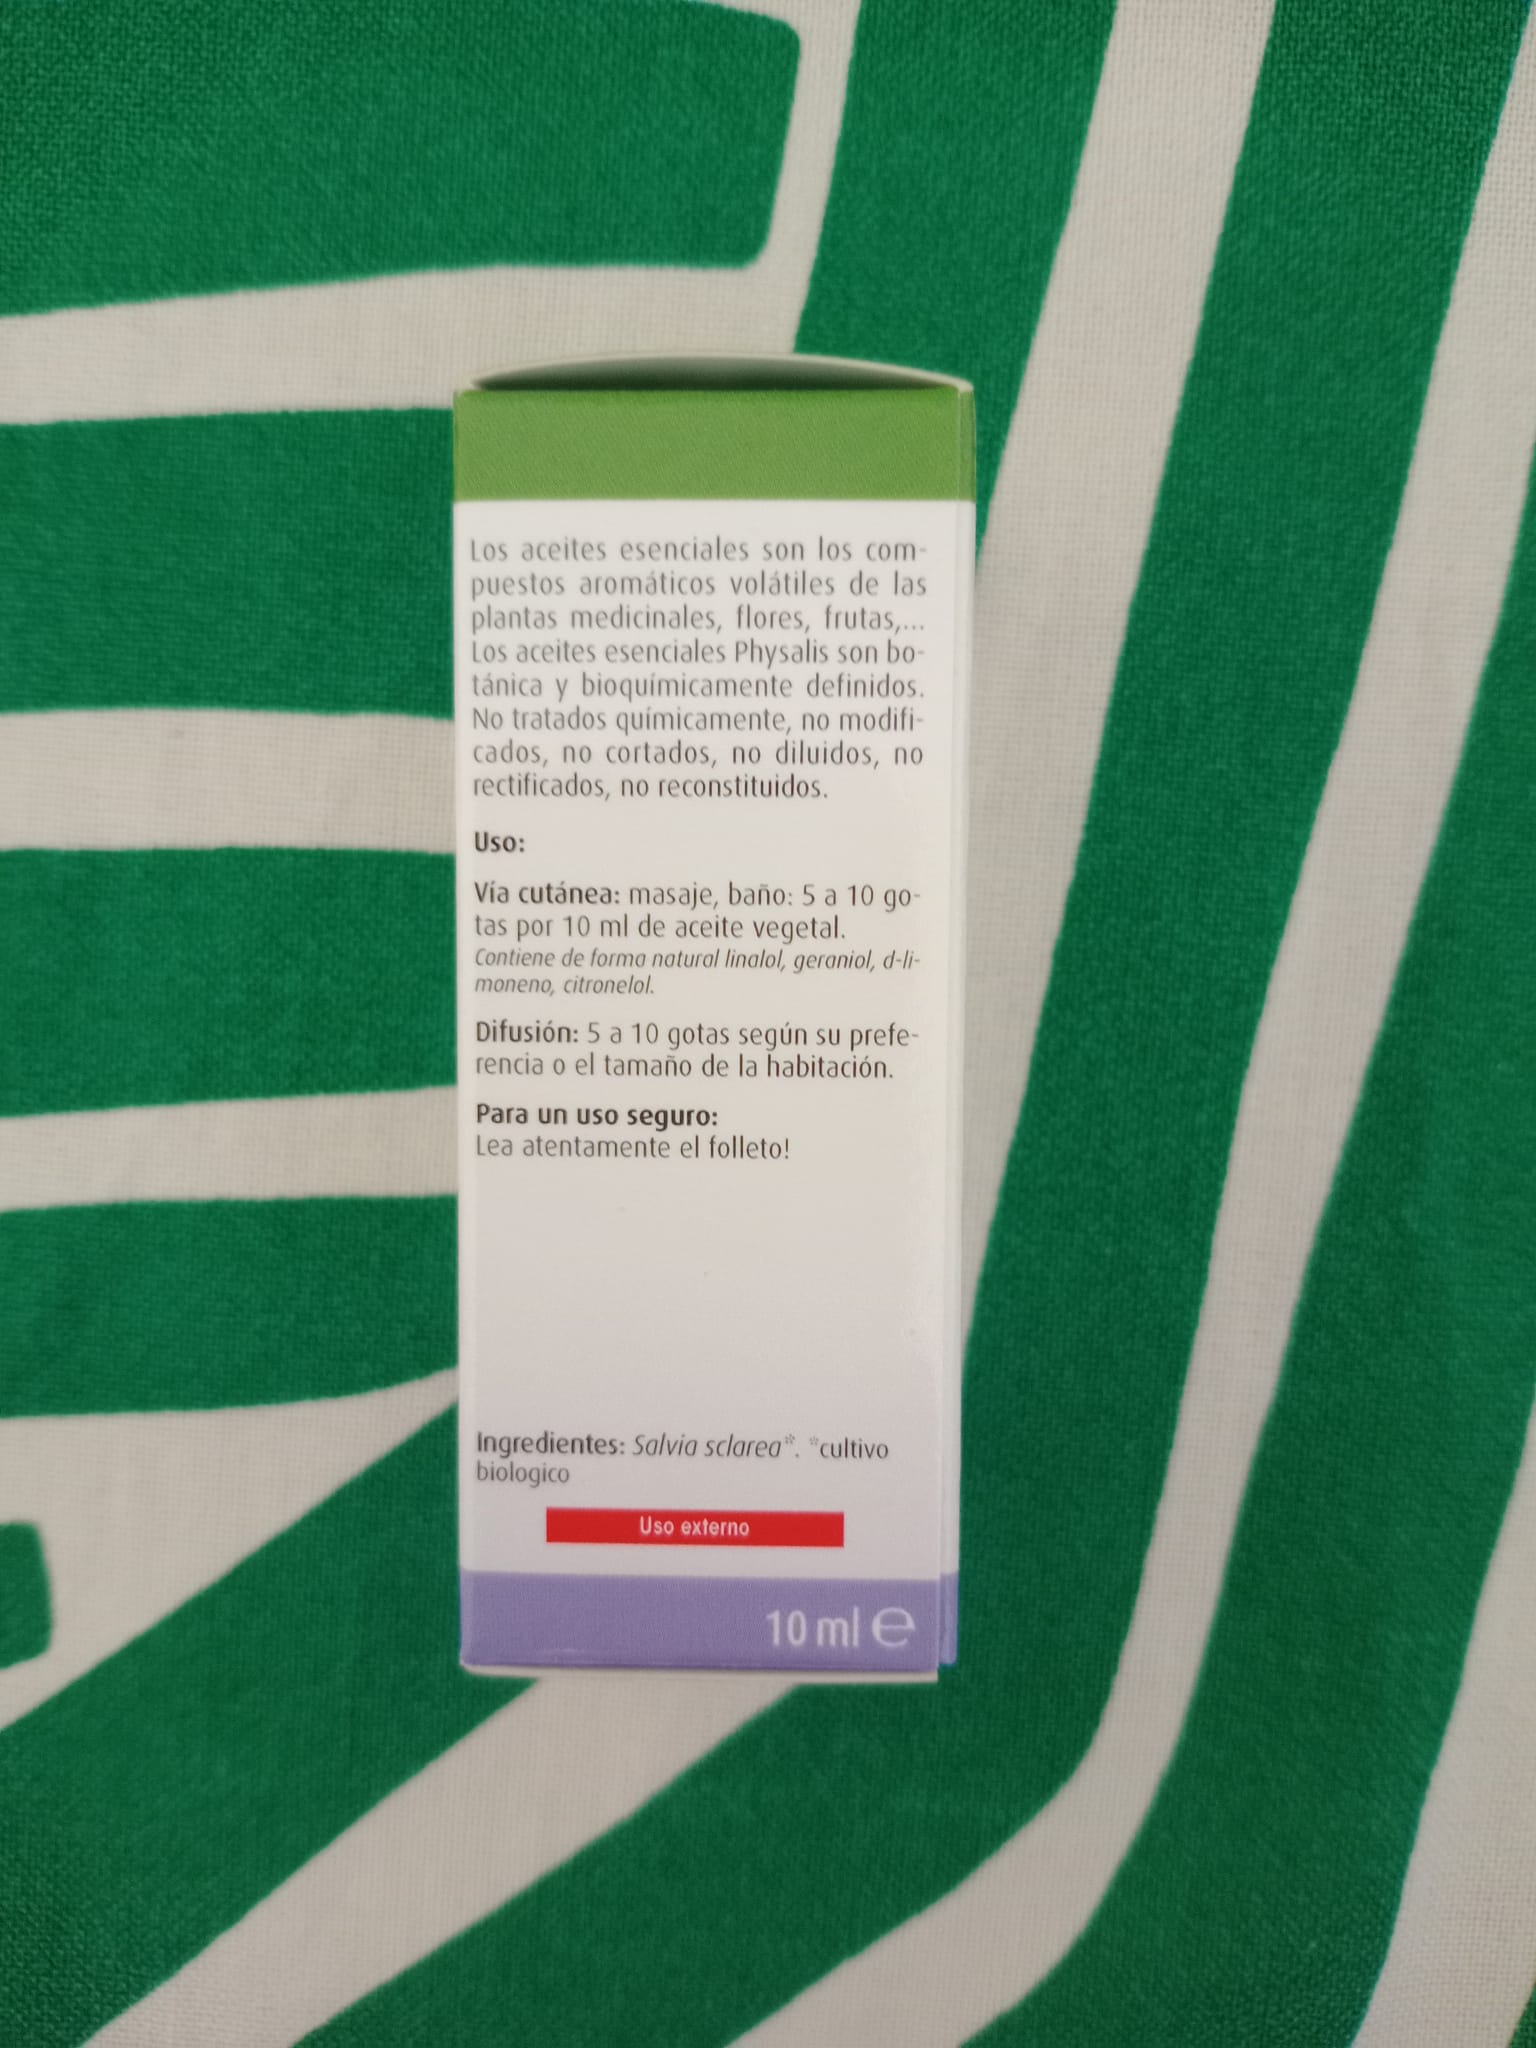 Los aceites esenciales son los com-
puestos aromáticos volátiles de las
plantas medicinales, flores, frutas,...
Los aceites esenciales Physalis son bo-
tánica y bioquímicamente definidos.
No tratados químicamente, no modifi-
cados, no cortados, no diluidos, no
rectificados, no reconstituidos.
Uso:
Vía cutánea: masaje, baño: 5 a 10 go-
tas por 10 ml de aceite vegetal.
Contiene de forma natural linalol, geraniol, d-li-
moneno, citronelol.
Difusión: 5 a 10 gotas según su prefe-
rencia o el tamaño de la habitación.
Para un uso seguro:
Lea atentamente el folleto!
Ingredientes: Salvia sclarea*. *cultivo
biologico
Uso externo
10 ml ℮